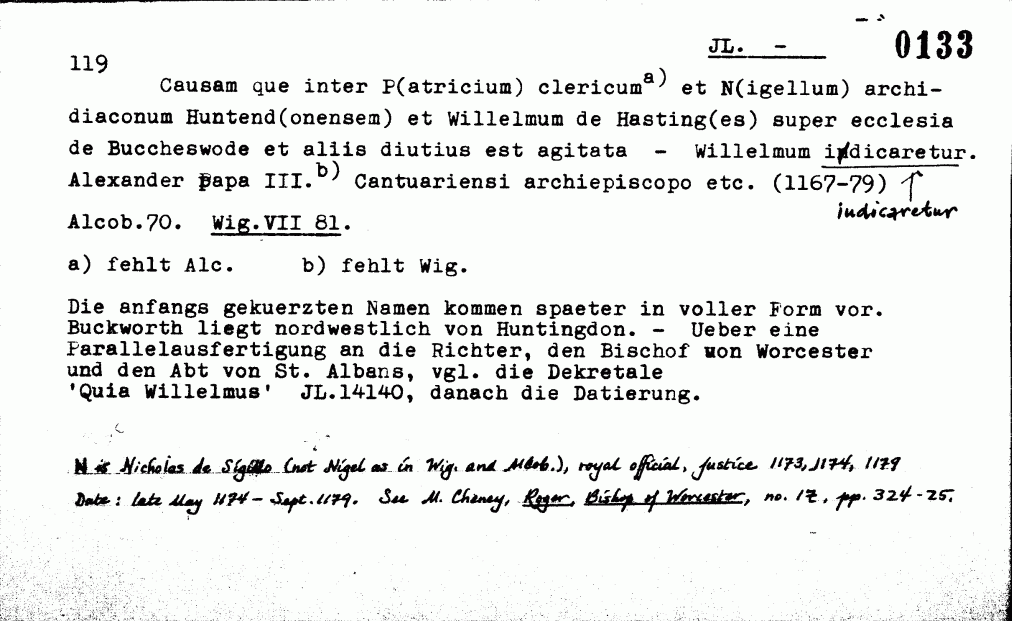 JL. -
0133
119
Causam que inter P(atricium) clericum a) et N(igellum) archi-
diaconum Huntend(onensem) et Willelmum de Hasting(es) super ecclesia
de Buccheswode et aliis diutius est agitata - Willelmum indicaretur.
Alexander papa III. b) Cantuariensi archiepiscopo etc. (1167-79) ↑
iudicaretur
Alcob.70. Wig.VII 81.
a) fehlt Alc. b) fehlt Wig.
Die anfangs gekuerzten Namen kommen spaeter in voller Form vor.
Buckworth liegt nordwestlich von Huntingdon. - Ueber eine
Parallelausfertigung an die Richter, den Bischof von Worcester
und den Abt von St. Albans, vgl. die Dekretale
'Quia Willelmus' JL.14140, danach die Datierung.
N is Nicholas de Sigillo (not Nigel as in Wig. and Alcob.), royal official, justice 1173, 1174, 1179
Date: late May 1174 - Sept. 1179. See M. Cheney, Roger, Bishop of Worcester, no. 17, pp. 324-25.